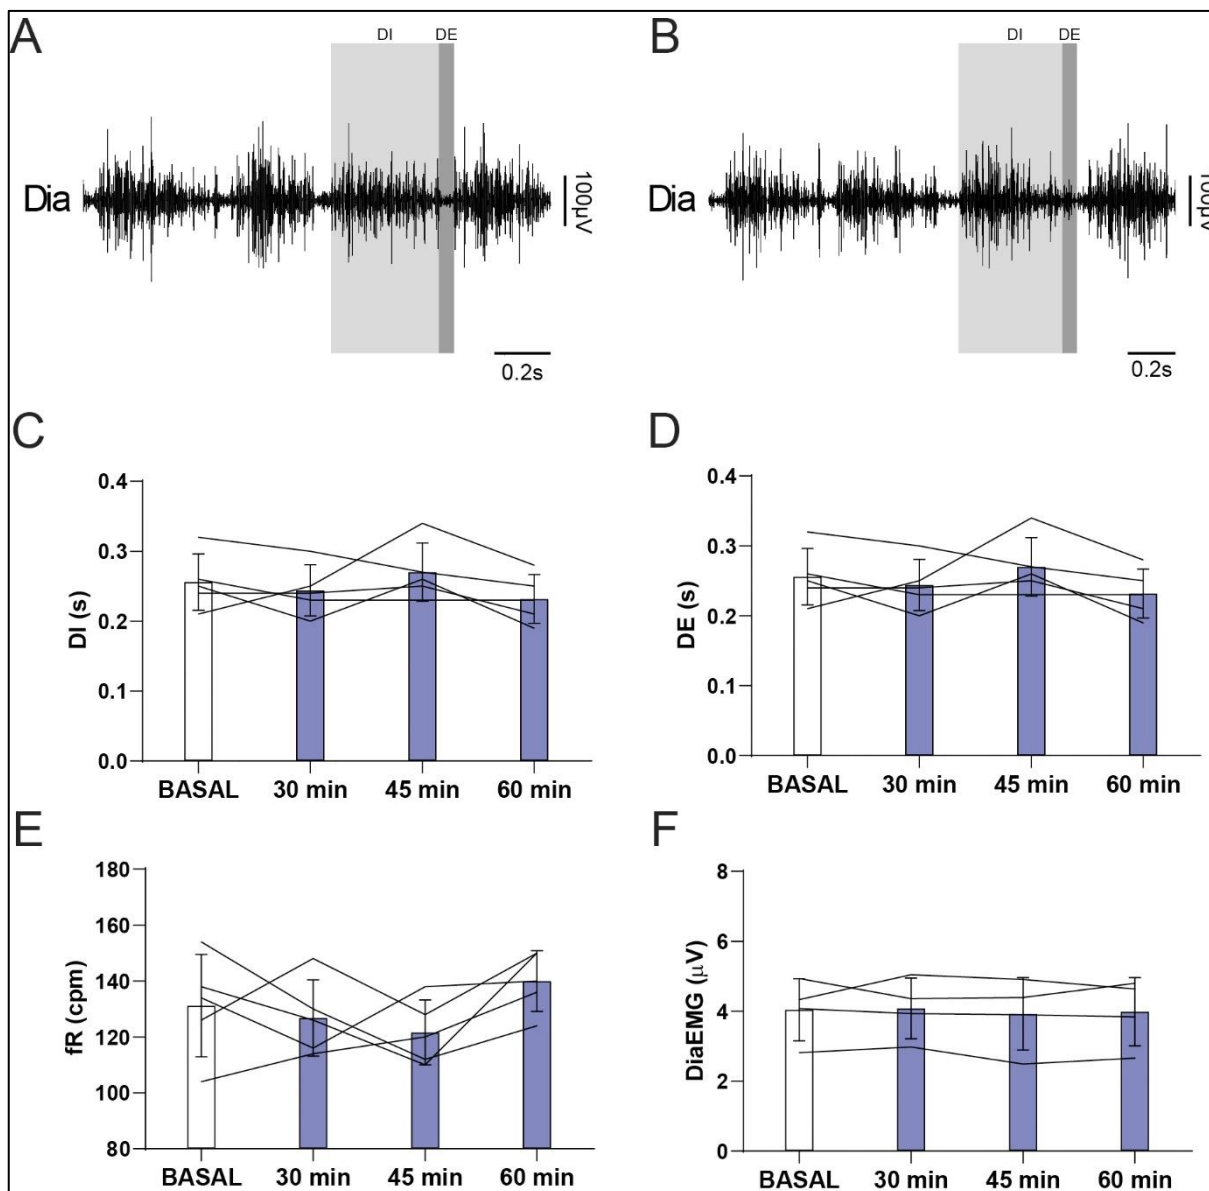 A
DI
DE
Dia
100µV
0.2s
B
DI
DE
Dia
100µV
0.2s
C
DI (s)
0.4
0.3
0.2
0.1
0.0
BASAL 30 min 45 min 60 min
D
DE (s)
0.4
0.3
0.2
0.1
0.0
BASAL 30 min 45 min 60 min
E
fR (cpm)
180
160
140
120
100
80
BASAL 30 min 45 min 60 min
F
DiaEMG (µV)
8
6
4
2
0
BASAL 30 min 45 min 60 min